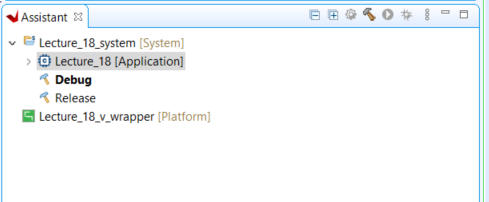 Assistant
Lecture_18_system [System]
Lecture_18 [Application]
Debug
Release
Lecture_18_v_wrapper [Platform]